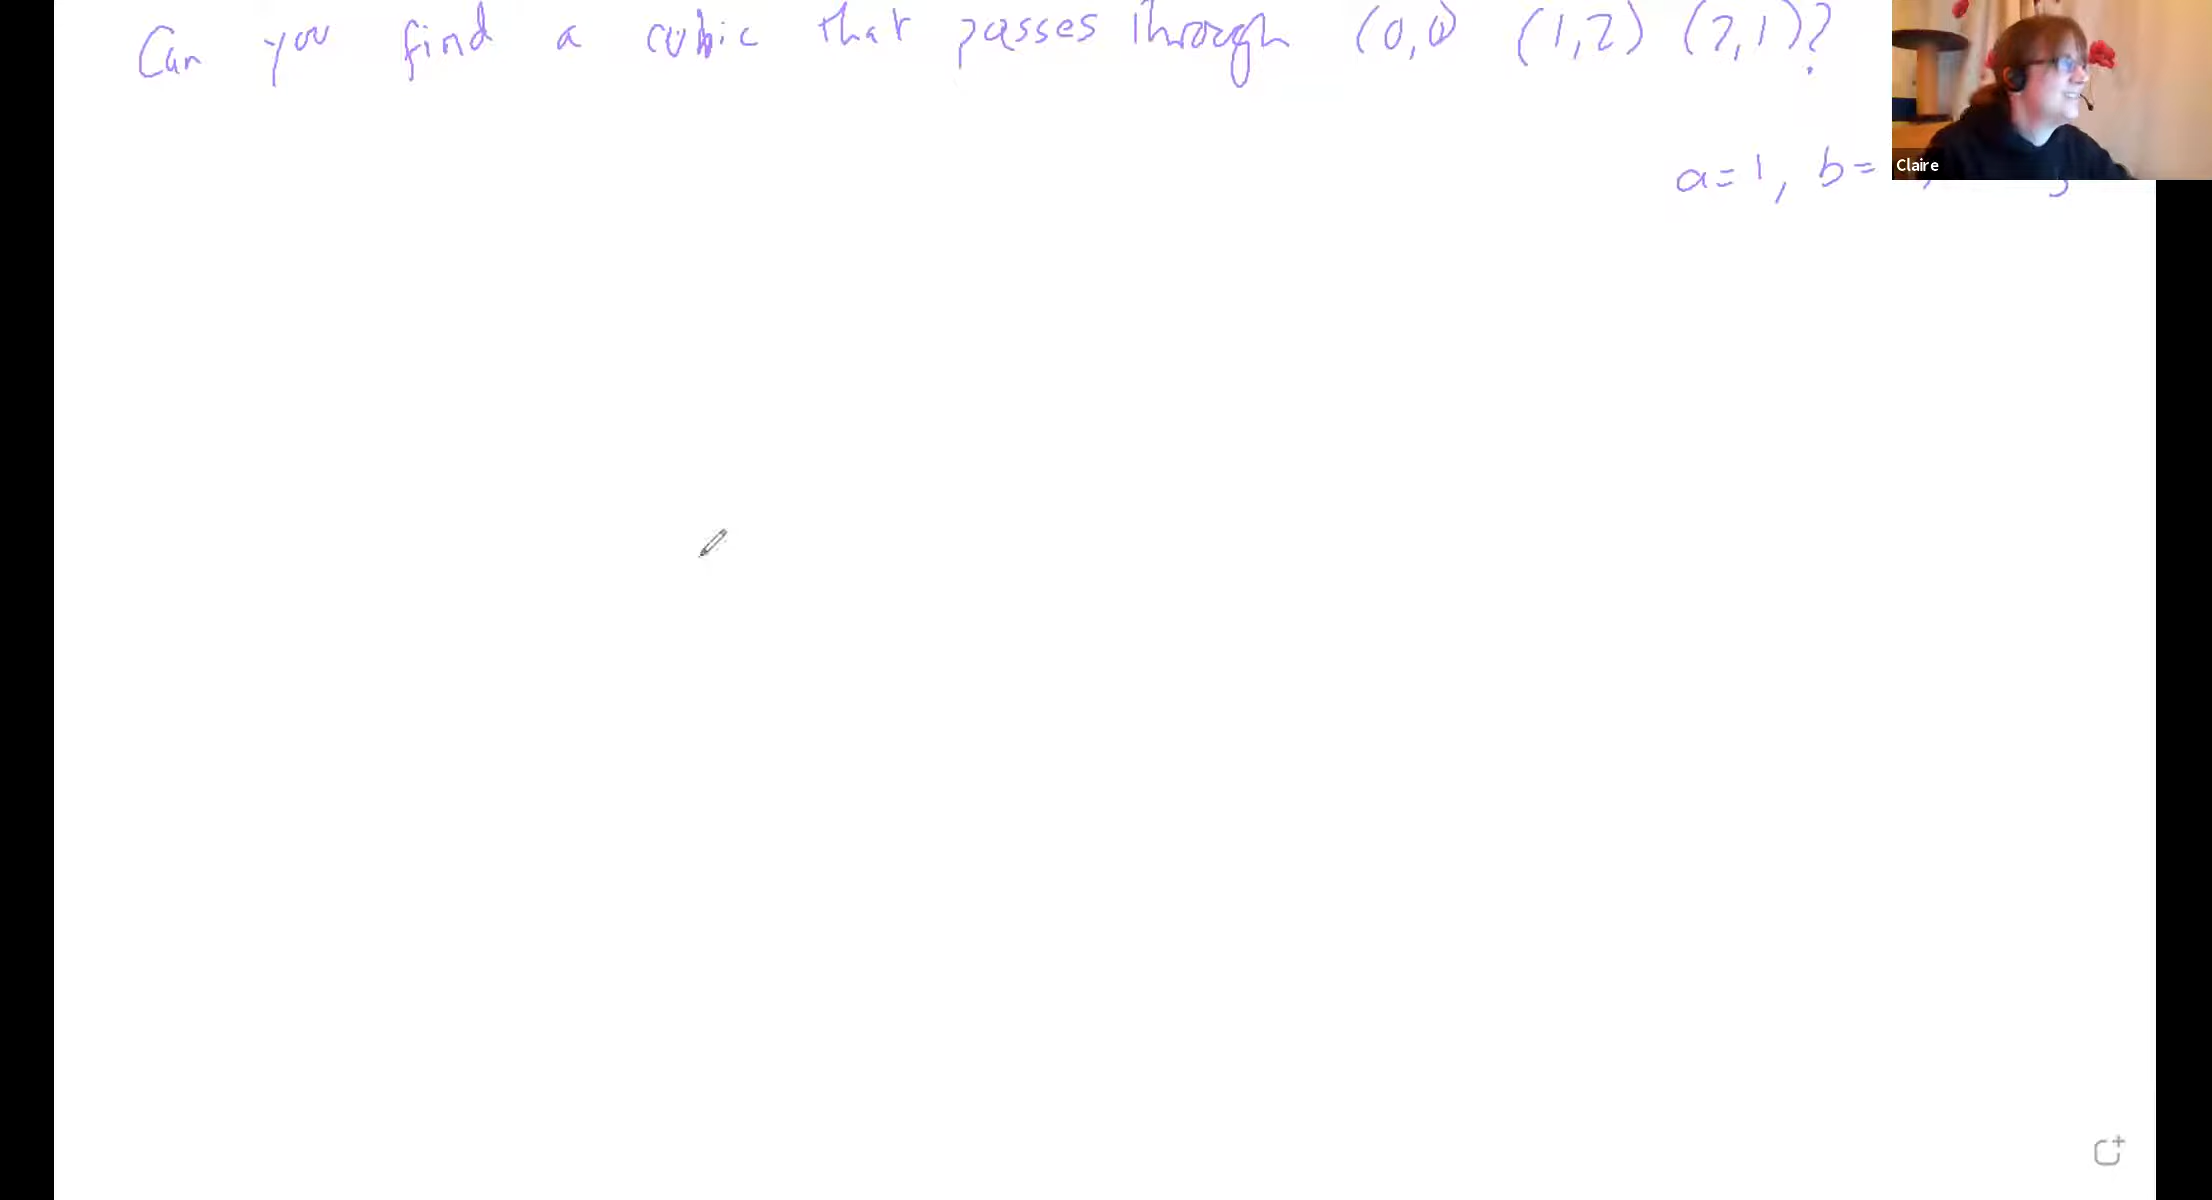 Can you find a cubic that passes through (0,0) (1,2) (2,1)?
Claire
a=1, b=